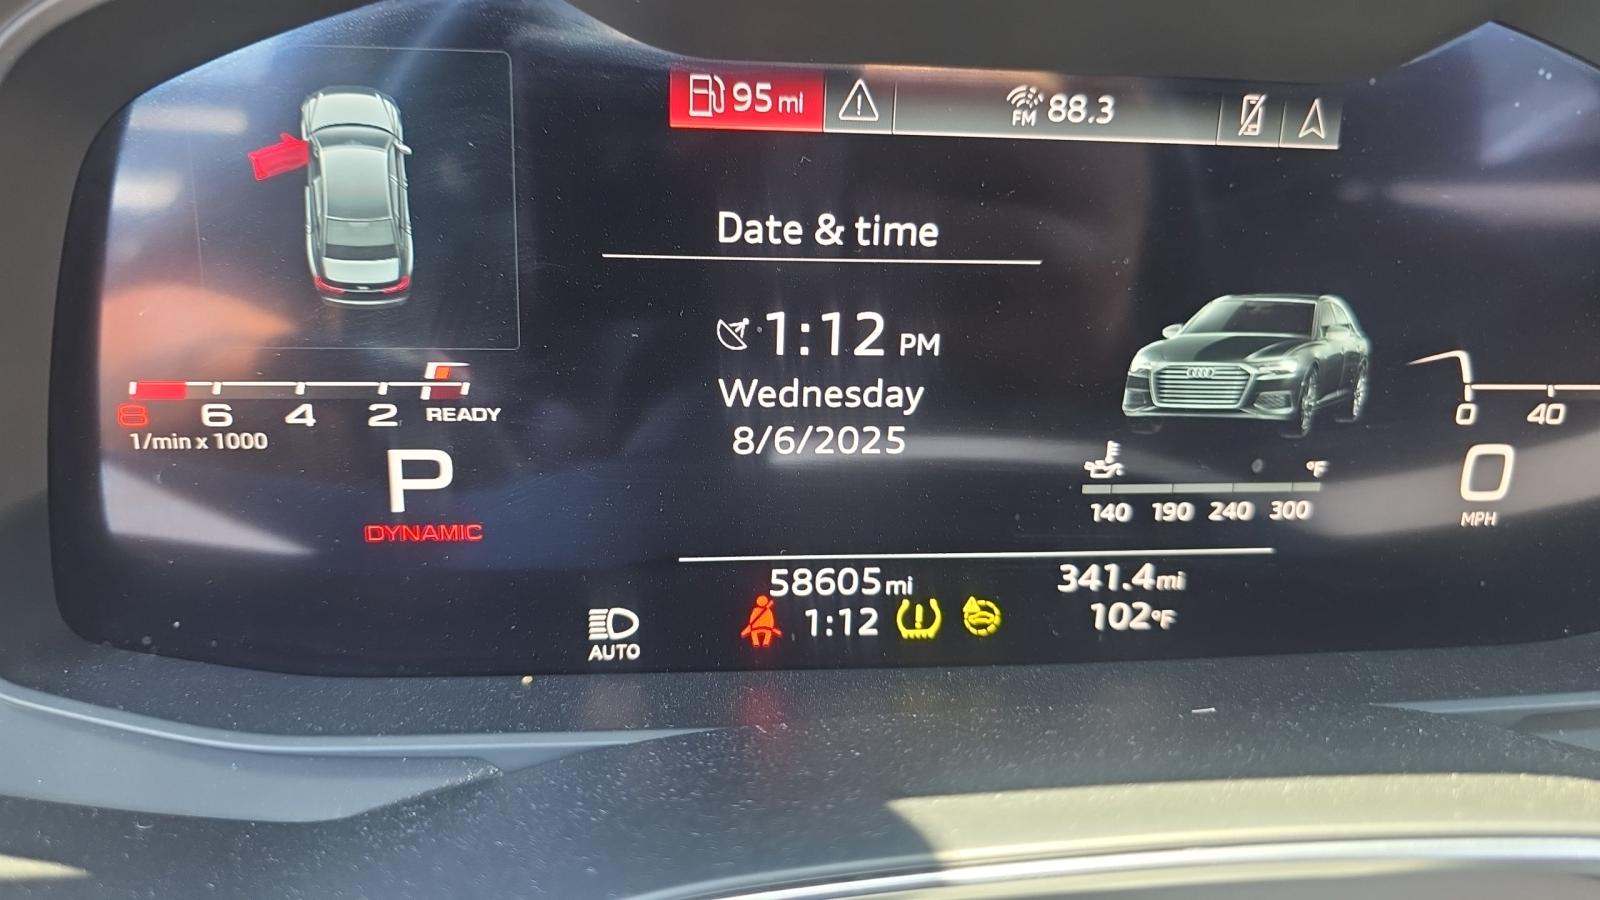 95 mi
FM 88.3
Date & time
1:12 PM
Wednesday
8/6/2025
8 6 4 2 READY
1/min x 1000
P
DYNAMIC
°F
140 190 240 300
0 40
0
MPH
58605 mi 341.4 mi
1:12 102°F
AUTO